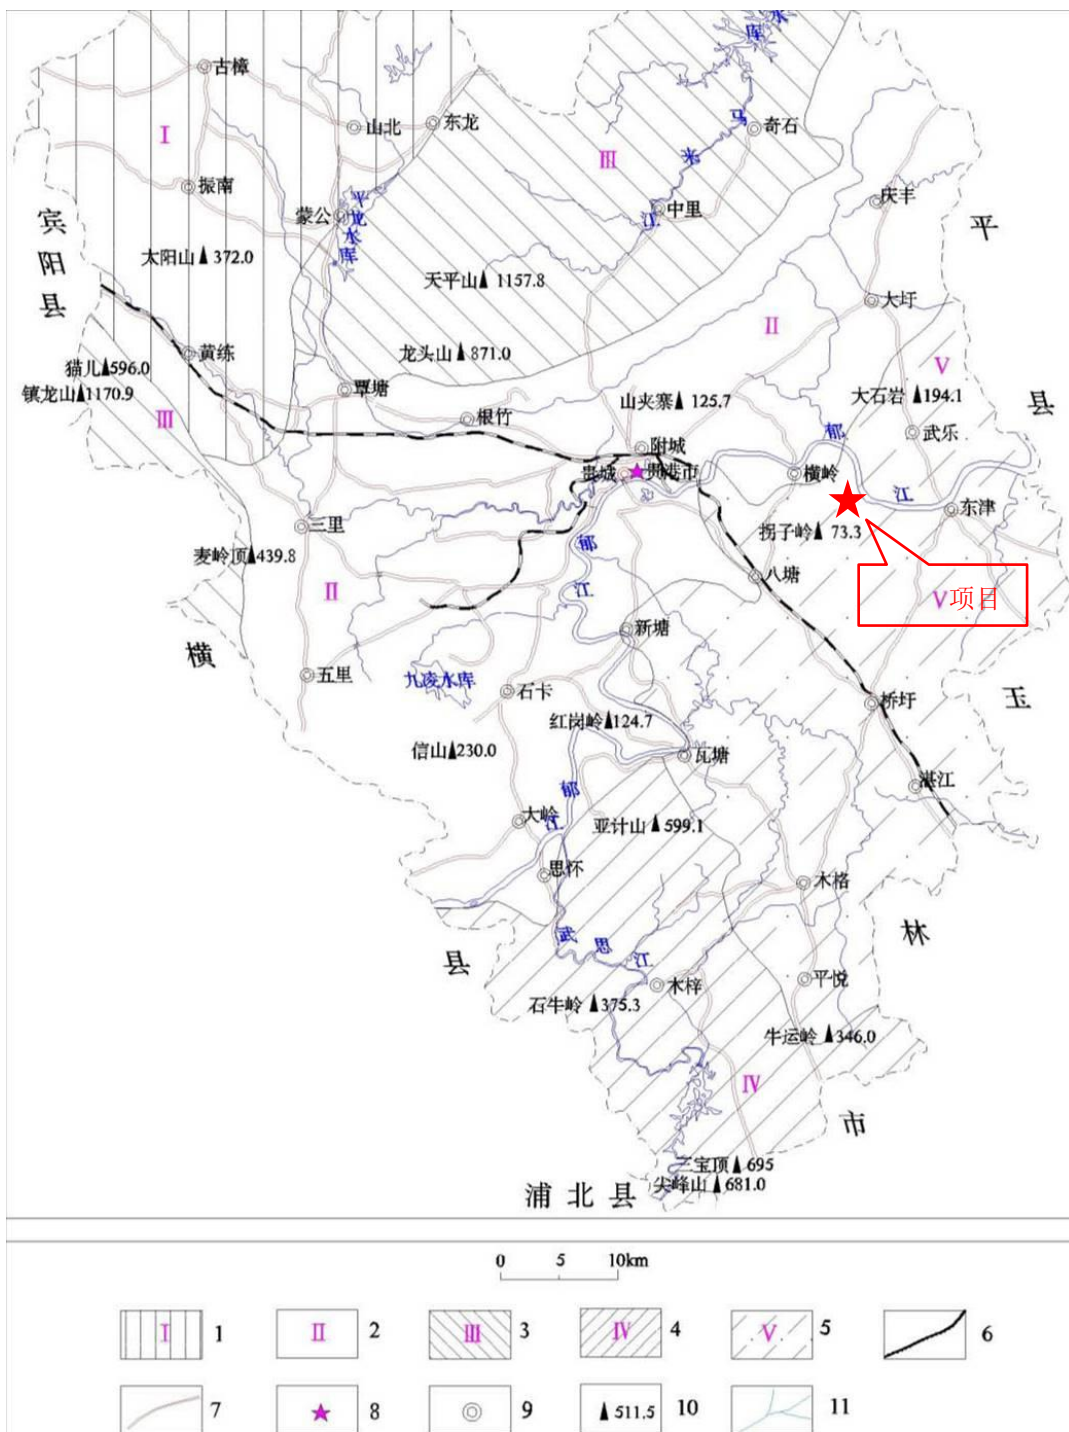 水
库
古樟
山北
东龙
马
奇石
I
III
米
振南
平
龙
水
库
蒙公
江
中里
庆丰
宾
阳
县
平
太阳山 372.0
天平山 1157.8
大圩
II
黄练
龙头山 871.0
V
猫儿 596.0
镇龙山 1170.9
覃塘
大石岩 194.1
县
III
根竹
山夹寨 125.7
郁
武乐
附城
贵城
贵港市
横岭
江
三里
东津
拐子岭 73.3
麦岭顶 439.8
郁
江
八塘
II
V 项目
新塘
横
五里
九凌水库
石卡
玉
桥圩
红岗岭 124.7
信山 230.0
瓦塘
湛江
郁
江
大岭
亚计山 599.1
思怀
木格
林
武
思
江
县
木梓
平悦
石牛岭 375.3
牛运岭 346.0
IV
市
三宝顶 695
尖峰山 681.0
浦北县
0 5 10km
I 1
II 2
III 3
IV 4
V 5
6
7
8
9
511.5 10
11